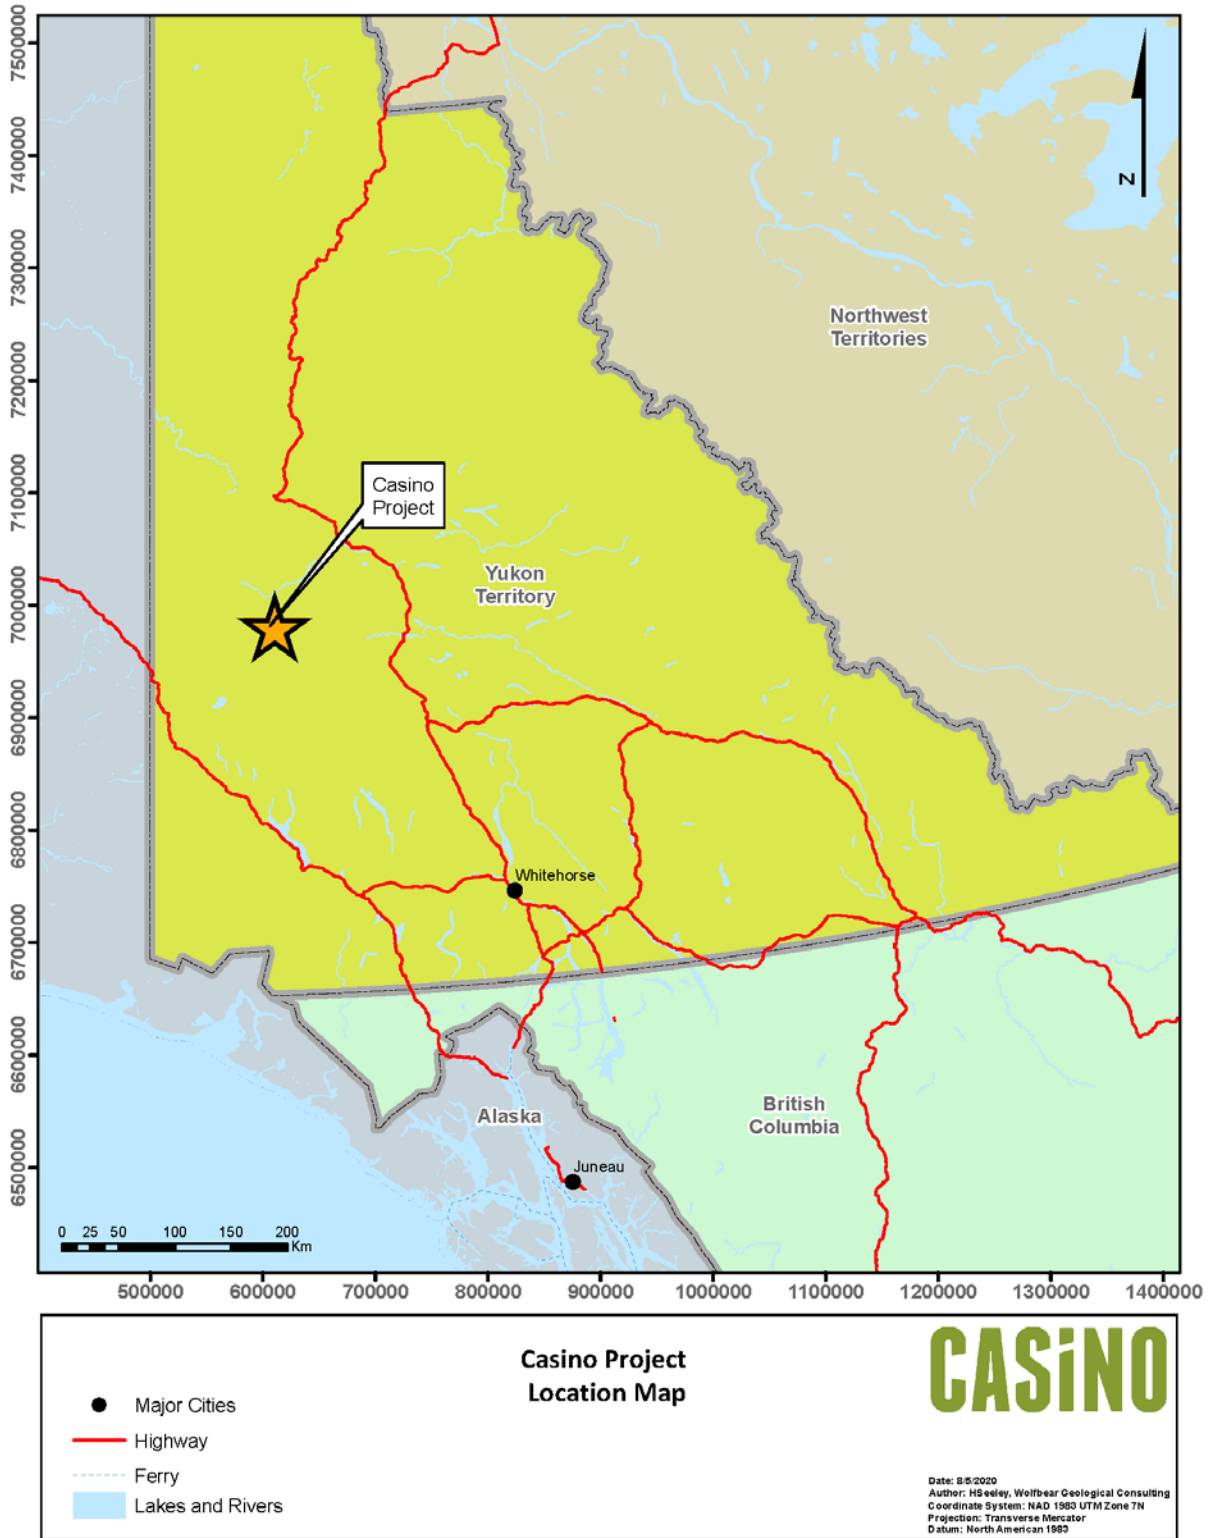 7500000
7400000
7300000
7200000
7100000
7000000
6900000
6800000
6700000
6600000
6500000
N
Northwest
Territories
Casino
Project
Yukon
Territory
Whitehorse
Alaska
British
Columbia
Juneau
0 25 50 100 150 200
Km
500000 600000 700000 800000 900000 1000000 1100000 1200000 1300000 1400000
Casino Project
Location Map
CASiNO
Major Cities
Highway
Ferry
Lakes and Rivers
Date: 8/5/2020
Author: HSeeley, Wolfbear Geological Consulting
Coordinate System: NAD 1983 UTM Zone 7N
Projection: Transverse Mercator
Datum: North American 1983